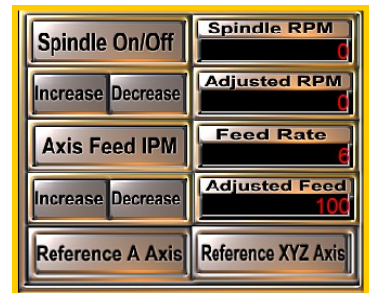 Spindle On/Off
Spindle RPM
0
Increase Decrease
Adjusted RPM
0
Axis Feed IPM
Feed Rate
6
Increase Decrease
Adjusted Feed
100
Reference A Axis
Reference XYZ Axis